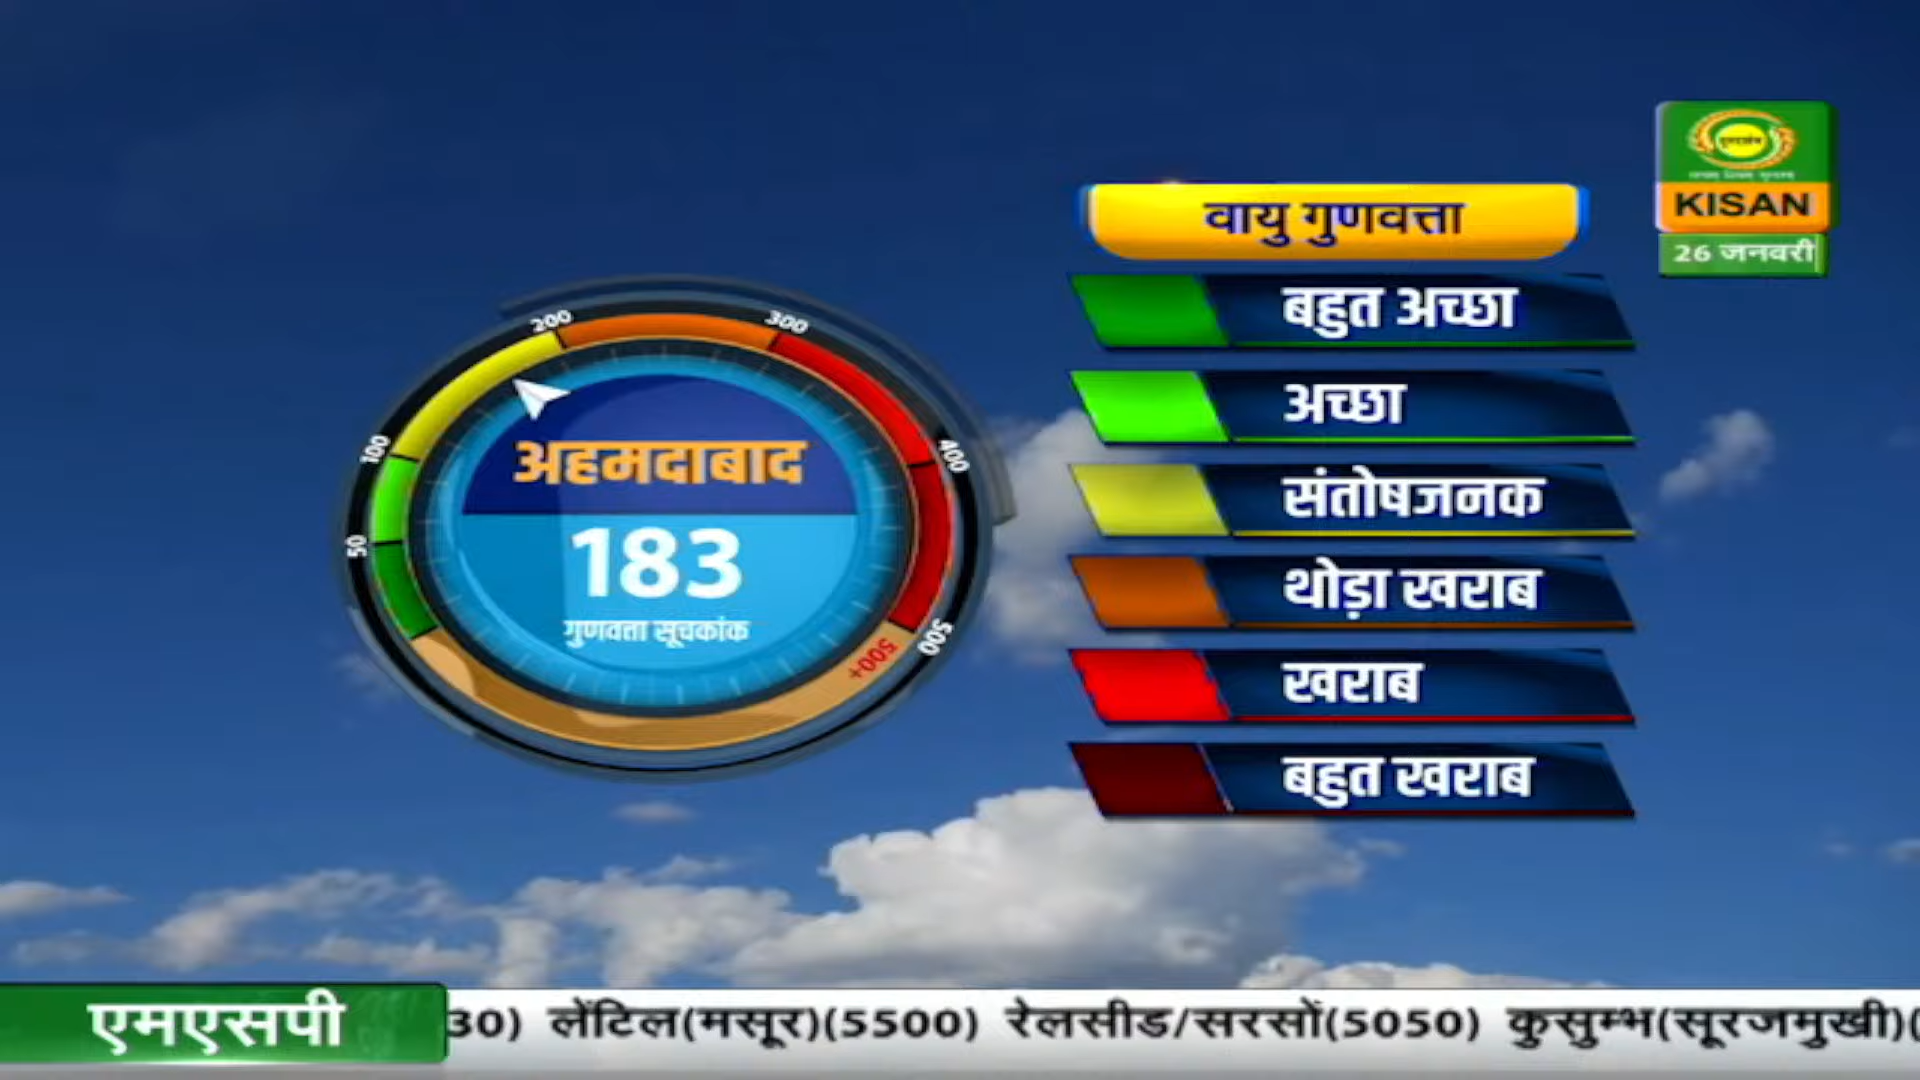 KISAN
26 जनवरी
वायु गुणवत्ता
बहुत अच्छा
अच्छा
संतोषजनक
थोड़ा खराब
खराब
बहुत खराब
50
100
200
300
400
500
500+
अहमदाबाद
183
गुणवत्ता सूचकांक
एमएसपी
30) लेंटिल(मसूर)(5500) रेलसीड/सरसों(5050) कुसुम्भ(सूरजमुखी)(